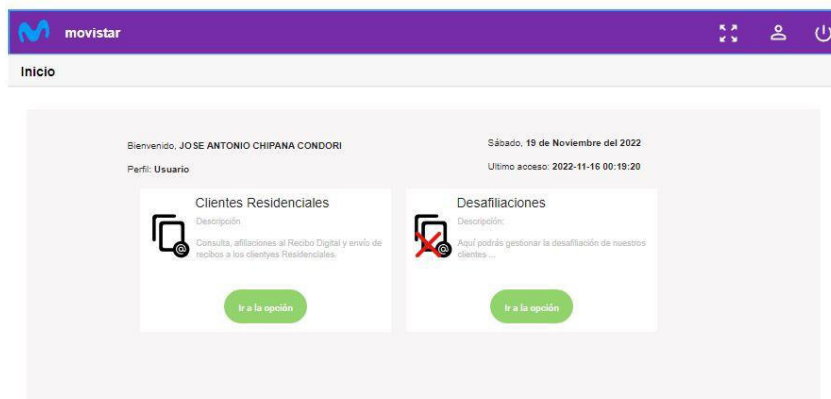 movistar
Inicio
Bienvenido, JOSE ANTONIO CHIPANA CONDORI
Sábado, 19 de Noviembre del 2022
Perfil: Usuario
Ultimo acceso: 2022-11-16 00:19:20
Clientes Residenciales
Descripción
Consulta, afiliaciones al Recibo Digital y envío de
recibos a los clientyes Residenciales.
Ir a la opción
Desafiliaciones
Descripción:
Aquí podrás gestionar la desafiliación de nuestros
clientes ...
Ir a la opción